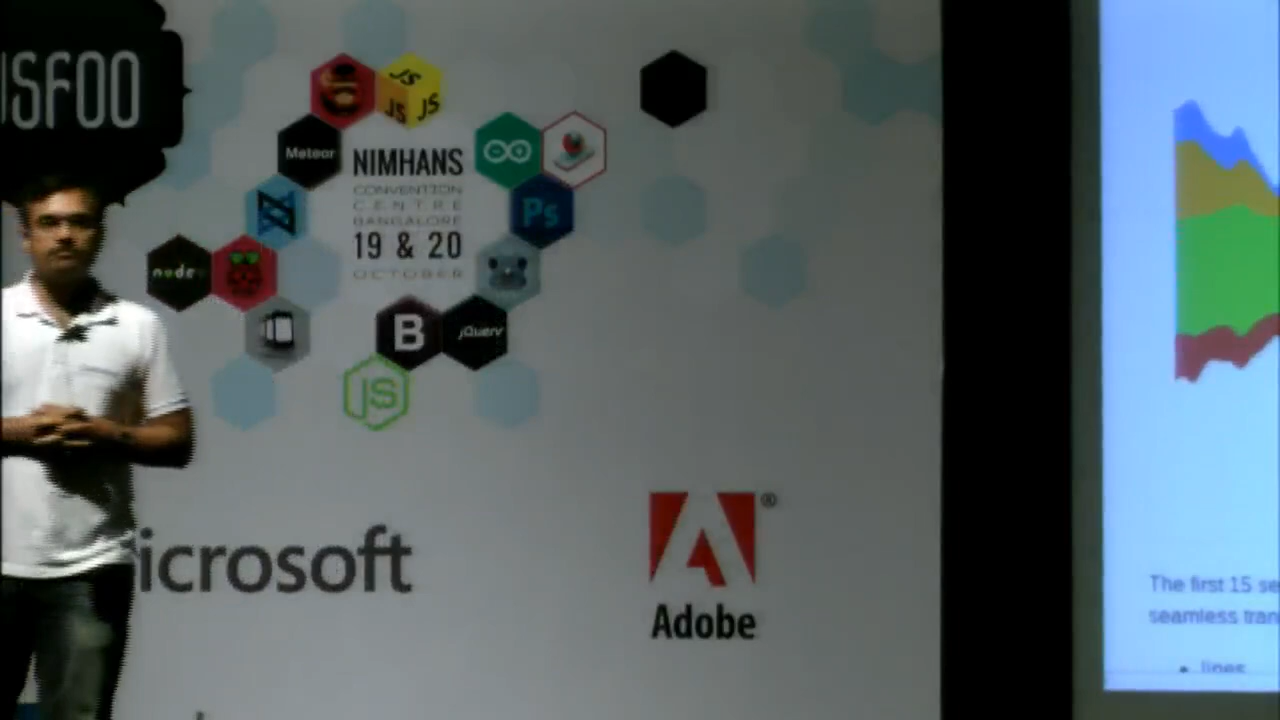 JSFOO
JS
JS JS
Meteor
NIMHANS
CONVENTION
CENTRE
BANGALORE
19 & 20
OCTOBER
Ps
node
B
jQuery
JS
icrosoft
Adobe
®
The first 15 se
seamless tran
• lines